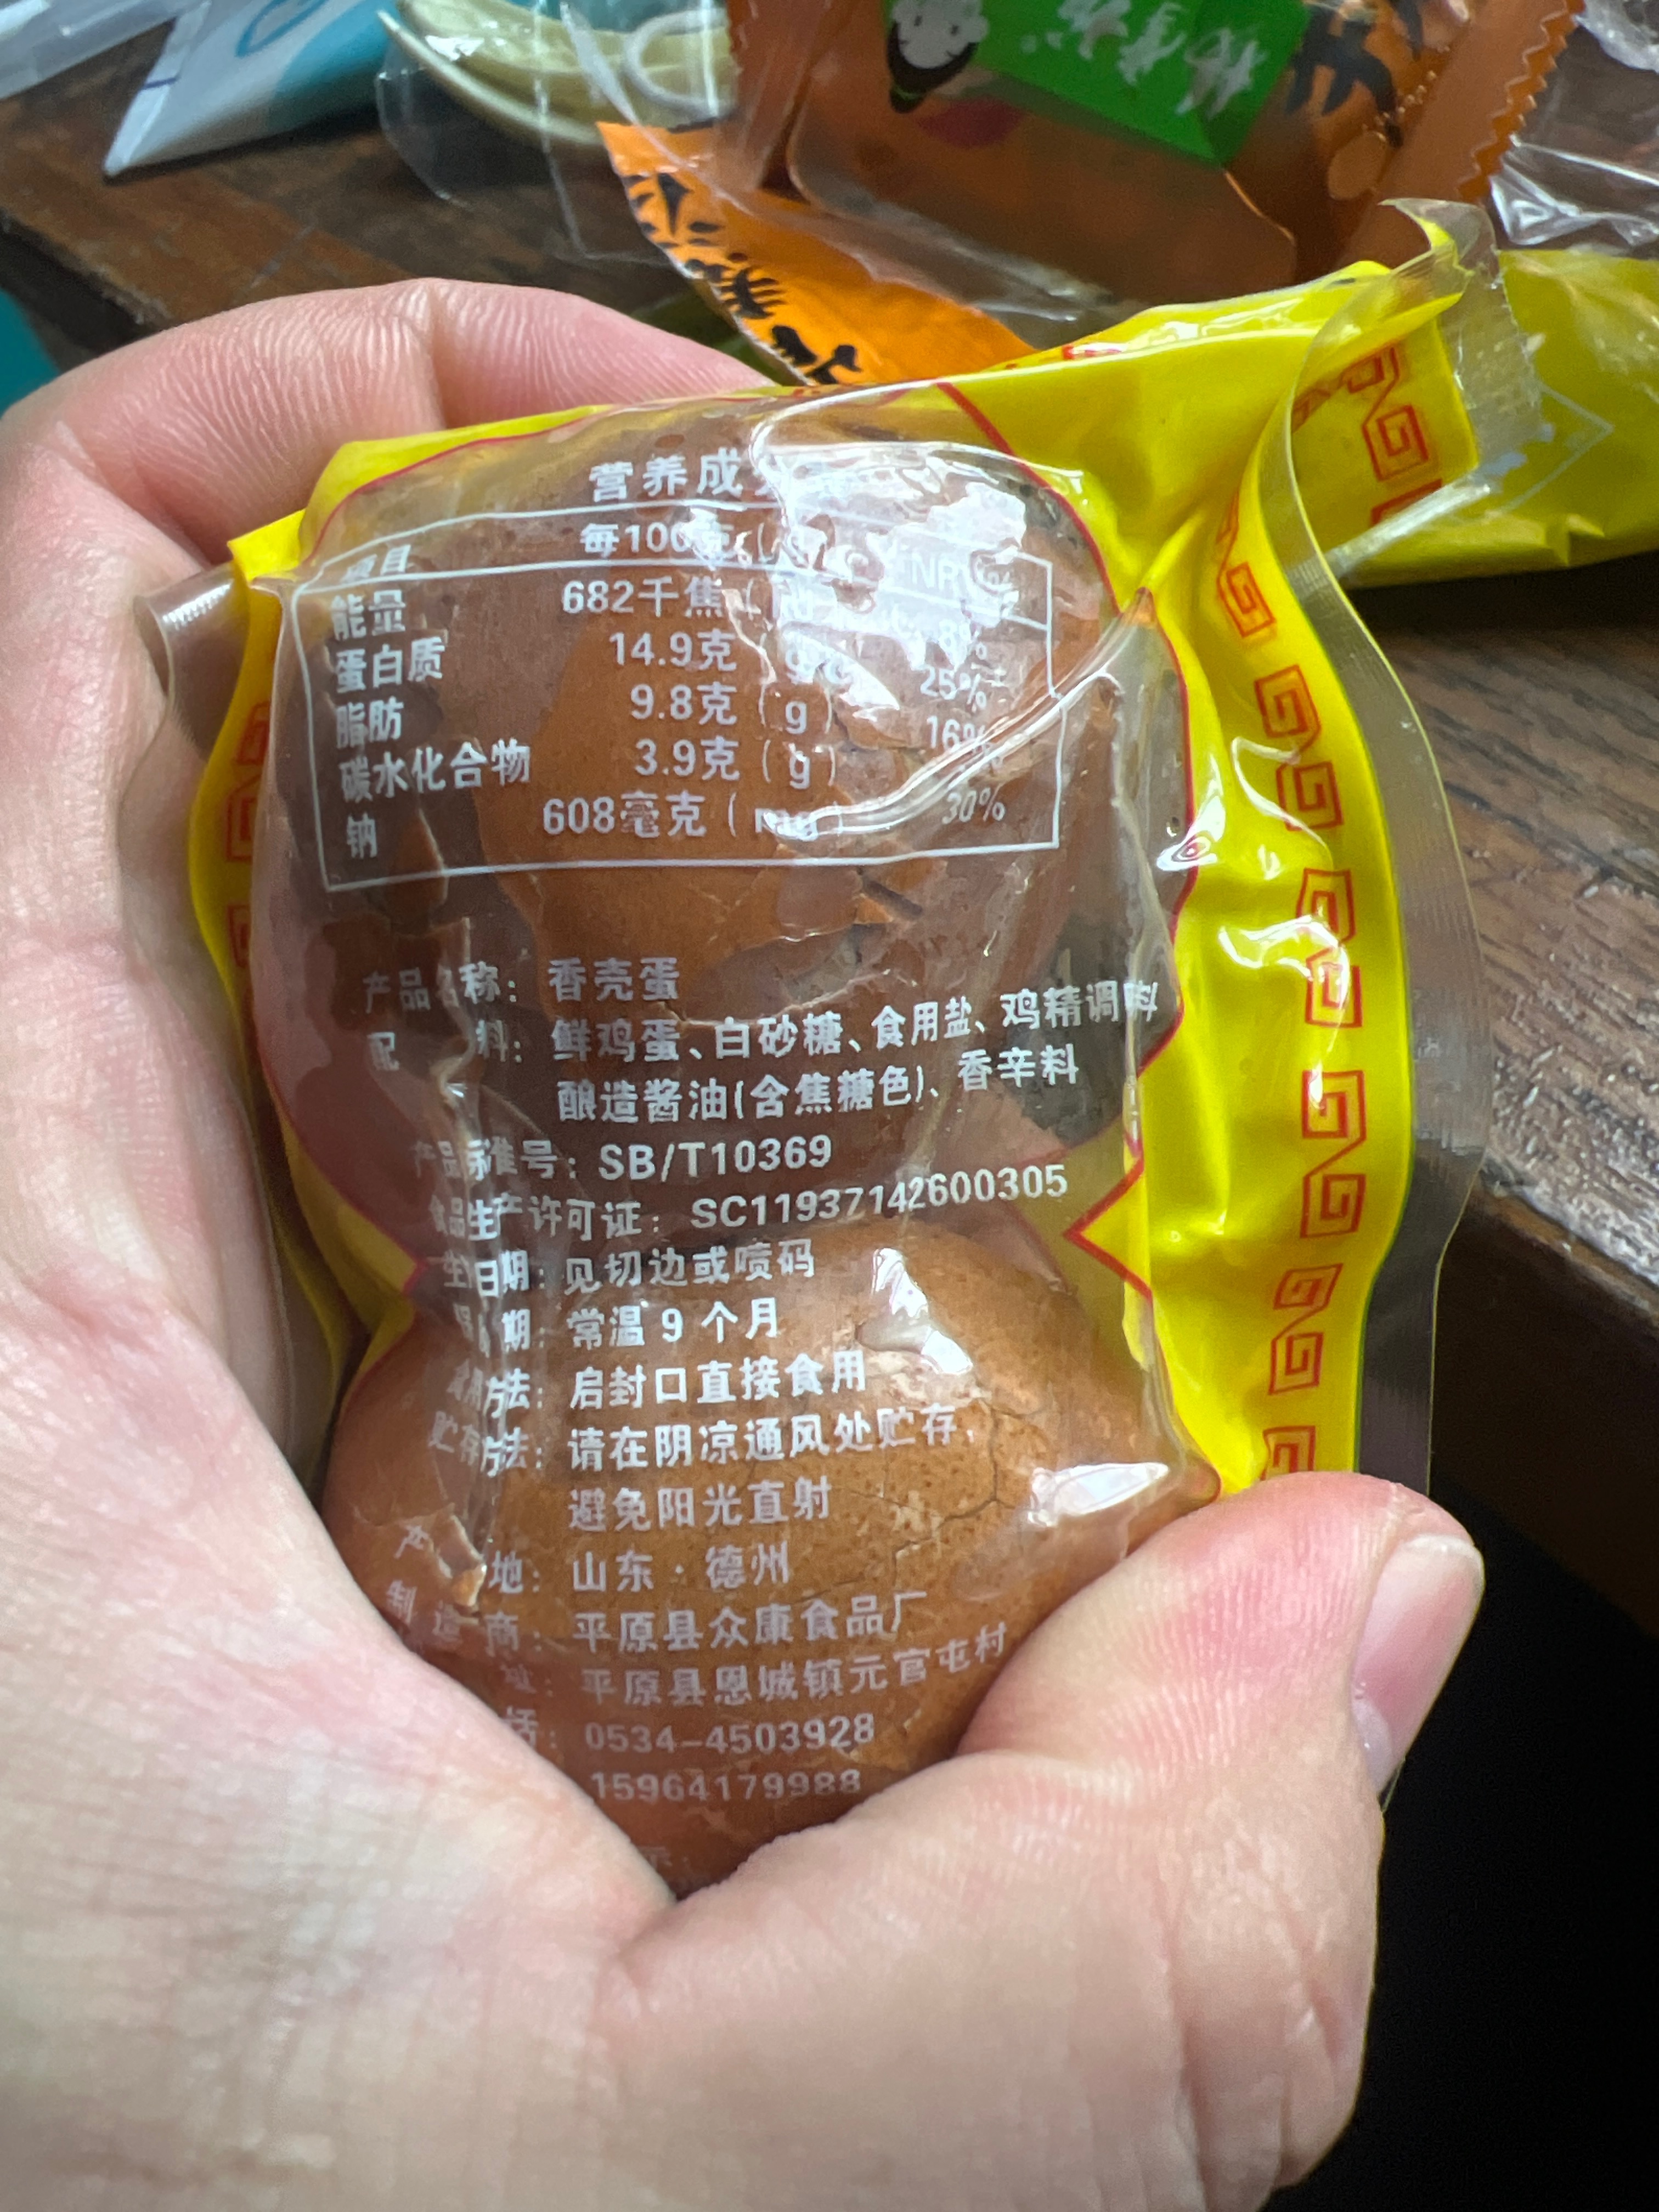 营养成
项目 每100克( NRV%
能量 682千焦( 8%
蛋白质 14.9克 g 25%
脂肪 9.8克(g) 16%
碳水化合物 3.9克(g)
钠 608毫克(mg) 30%
产品名称：香壳蛋
配 料：鲜鸡蛋、白砂糖、食用盐、鸡精调料
酿造酱油(含焦糖色)、香辛料
产品标准号：SB/T10369
食品生产许可证：SC11937142600305
生 日期：见切边或喷码
期：常温9个月
食用方法：启封口直接食用
贮存方法：请在阴凉通风处贮存，
避免阳光直射
产 地：山东·德州
制造商：平原县众康食品厂
址：平原县恩城镇元官屯村
话：0534-4503928
15964179988